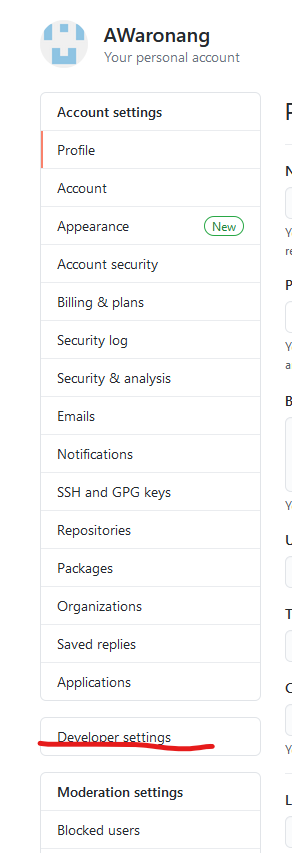 AWaronang
Your personal account
Account settings
Profile
Account
Appearance New
Account security
Billing & plans
Security log
Security & analysis
Emails
Notifications
SSH and GPG keys
Repositories
Packages
Organizations
Saved replies
Applications
Developer settings
Moderation settings
Blocked users